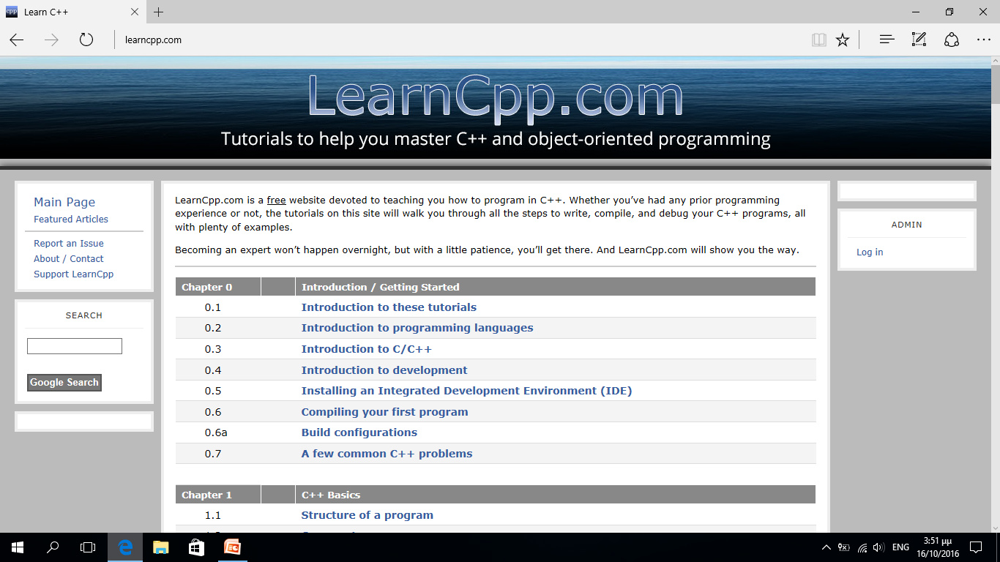 Learn C++
learncpp.com
LearnCpp.com
Tutorials to help you master C++ and object-oriented programming
Main Page
Featured Articles
Report an Issue
About / Contact
Support LearnCpp
SEARCH
Google Search
LearnCpp.com is a free website devoted to teaching you how to program in C++. Whether you've had any prior programming
experience or not, the tutorials on this site will walk you through all the steps to write, compile, and debug your C++ programs, all
with plenty of examples.
Becoming an expert won't happen overnight, but with a little patience, you'll get there. And LearnCpp.com will show you the way.
Chapter 0 Introduction / Getting Started
0.1 Introduction to these tutorials
0.2 Introduction to programming languages
0.3 Introduction to C/C++
0.4 Introduction to development
0.5 Installing an Integrated Development Environment (IDE)
0.6 Compiling your first program
0.6a Build configurations
0.7 A few common C++ problems
Chapter 1 C++ Basics
1.1 Structure of a program
ADMIN
Log in
ENG
3:51 μμ
16/10/2016